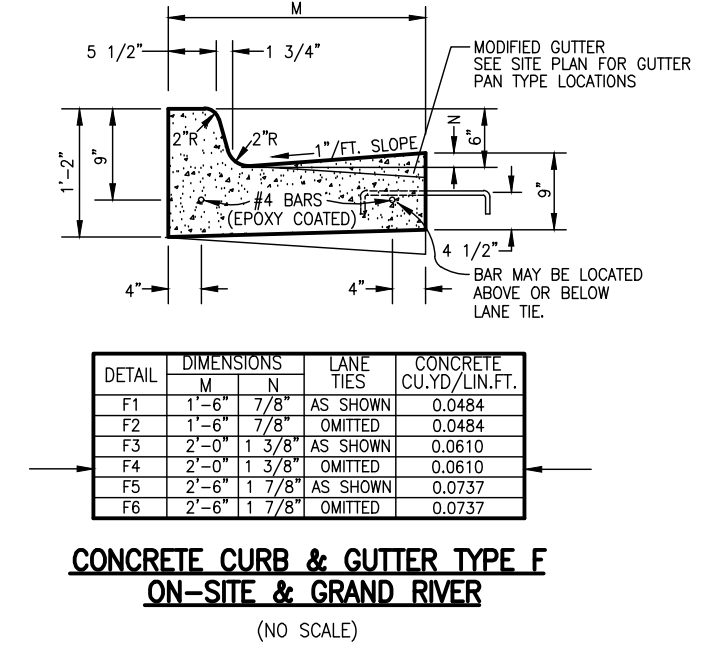 M
5 1/2"
1 3/4"
MODIFIED GUTTER
SEE SITE PLAN FOR GUTTER
PAN TYPE LOCATIONS
2"R
2"R
1"/FT. SLOPE
N
6"
1'-2"
9"
9"
#4 BARS
(EPOXY COATED)
4 1/2"
4"
4"
BAR MAY BE LOCATED
ABOVE OR BELOW
LANE TIE.
DETAIL DIMENSIONS LANE TIES CONCRETE CU.YD/LIN.FT.
M N
F1 1'-6" 7/8" AS SHOWN 0.0484
F2 1'-6" 7/8" OMITTED 0.0484
F3 2'-0" 1 3/8" AS SHOWN 0.0610
F4 2'-0" 1 3/8" OMITTED 0.0610
F5 2'-6" 1 7/8" AS SHOWN 0.0737
F6 2'-6" 1 7/8" OMITTED 0.0737
CONCRETE CURB & GUTTER TYPE F
ON-SITE & GRAND RIVER
(NO SCALE)